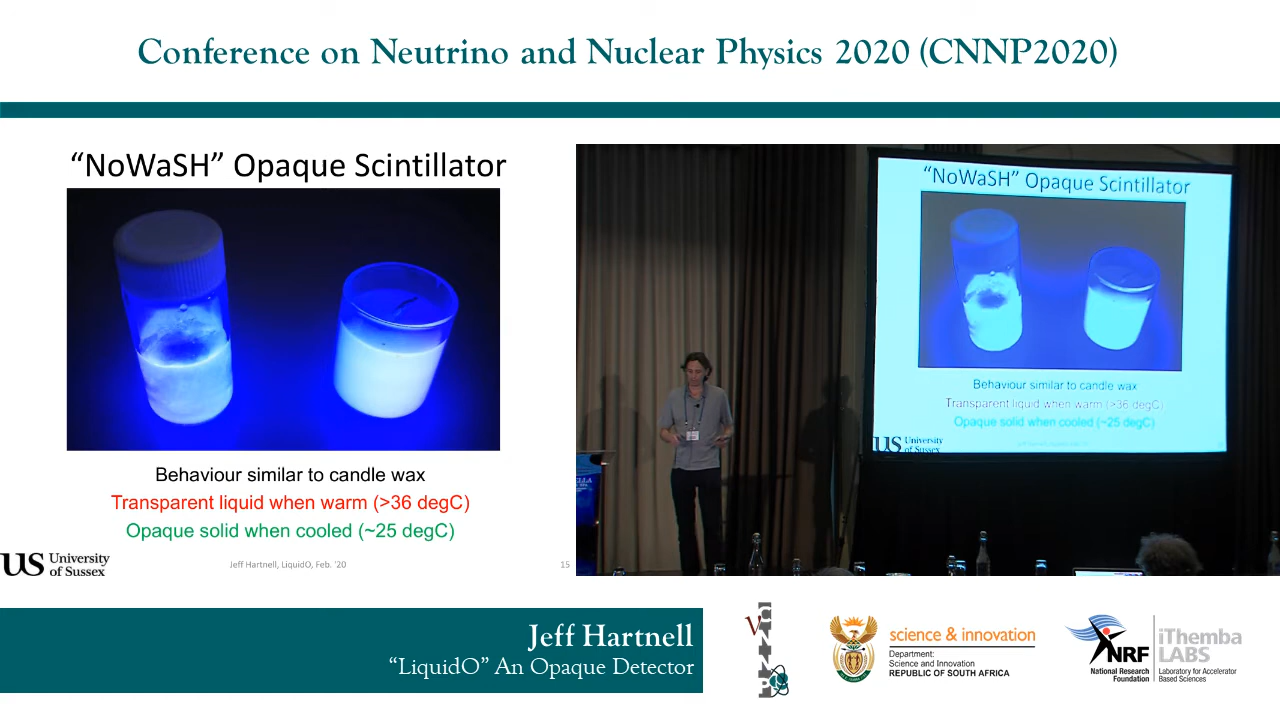 Conference on Neutrino and Nuclear Physics 2020 (CNNP2020)
“NoWaSH” Opaque Scintillator
Behaviour similar to candle wax
Transparent liquid when warm (>36 degC)
Opaque solid when cooled (~25 degC)
US University
of Sussex
Jeff Hartnell, LiquidO, Feb. ‘20
15
“NoWaSH” Opaque Scintillator
Behaviour similar to candle wax
Transparent liquid when warm (>36 degC)
Opaque solid when cooled (~25 degC)
US University
of Sussex
Jeff Hartnell
“LiquidO” An Opaque Detector
νCNNP
science & innovation
Department:
Science and Innovation
REPUBLIC OF SOUTH AFRICA
NRF
National Research
Foundation
iThemba
LABS
Laboratory for Accelerator
Based Sciences